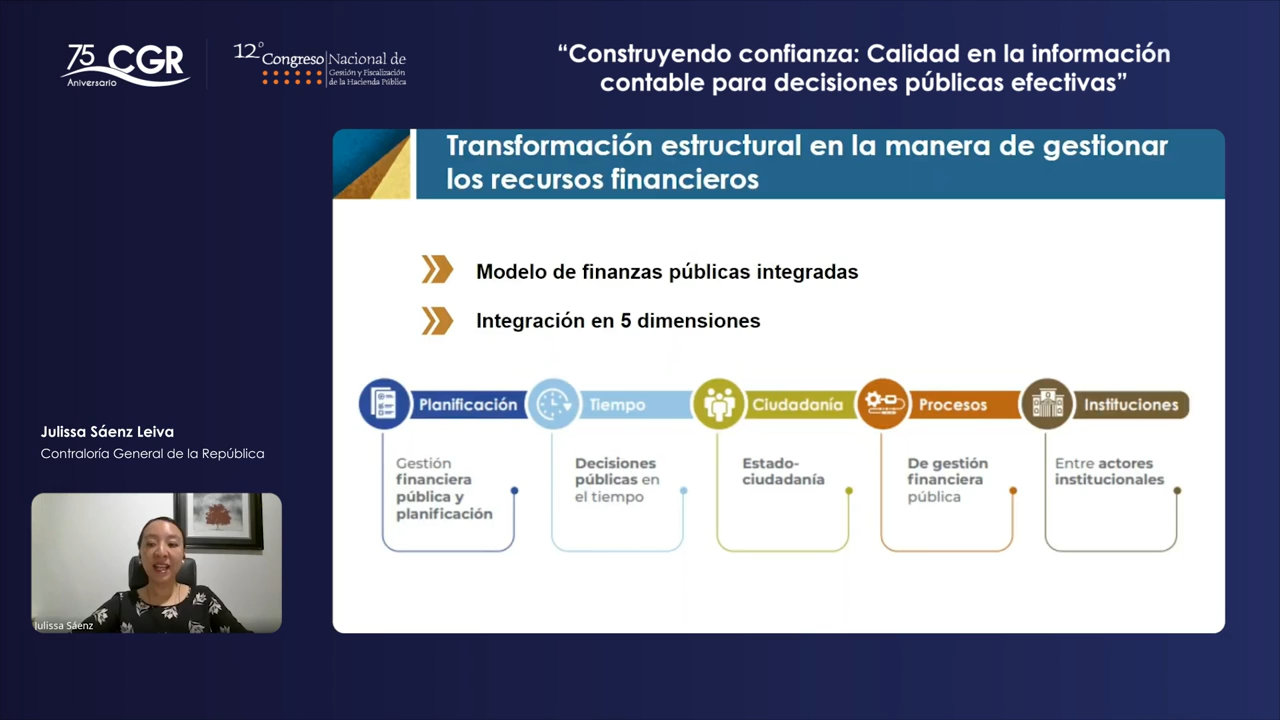 75 CGR
Aniversario
12° Congreso Nacional de
Gestión y Fiscalización
de la Hacienda Pública
“Construyendo confianza: Calidad en la información
contable para decisiones públicas efectivas”
Transformación estructural en la manera de gestionar
los recursos financieros
Modelo de finanzas públicas integradas
Integración en 5 dimensiones
Planificación
Gestión
financiera
pública y
planificación
Tiempo
Decisiones
públicas en
el tiempo
Ciudadanía
Estado-
ciudadanía
Procesos
De gestión
financiera
pública
Instituciones
Entre actores
institucionales
Julissa Sáenz Leiva
Contraloría General de la República
Julissa Sáenz